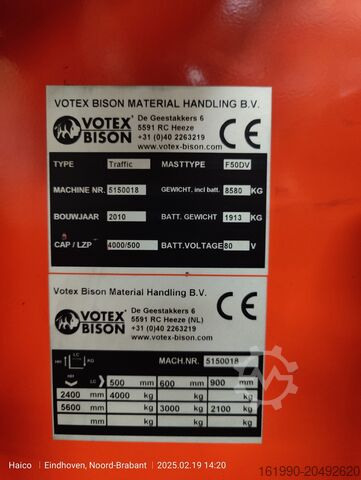 VOTEX BISON MATERIAL HANDLING B.V.
VOTEX BISON
De Geestakkers 6
5591 RC Heeze
+31 (0)40 2263219
www.votex-bison.com
CE
TYPE Traffic MASTTYPE F50DV
MACHINE NR. 5150018 GEWICHT, incl batt. 8580 KG
BOUWJAAR 2010 BATT. GEWICHT 1913 KG
CAP / LZP 4000/500 BATT.VOLTAGE 80 V
Votex Bison Material Handling B.V.
VOTEX BISON
De Geestakkers 6
5591 RC Heeze (NL)
+31 (0)40 2263219
www.votex-bison.com
CE
LC
HH KG MACH.NR. 5150018
HH LC 500 mm 600 mm 900 mm
2400 mm 4000 kg kg kg
5600 mm kg 3000 kg 2100 kg
mm kg kg kg
Haico | Eindhoven, Noord-Brabant | 2025.02.19 14:20
161990-20492620